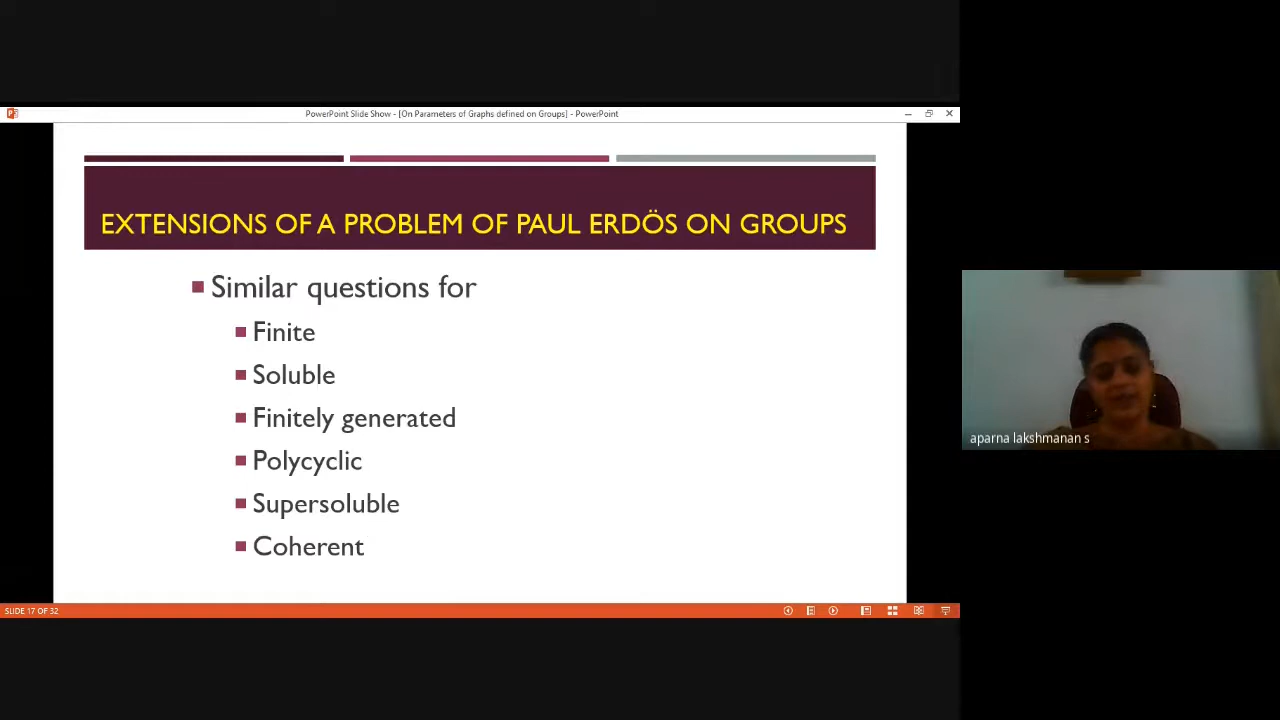 PowerPoint Slide Show - [On Parameters of Graphs defined on Groups] - PowerPoint
EXTENSIONS OF A PROBLEM OF PAUL ERDÖS ON GROUPS
Similar questions for
Finite
Soluble
Finitely generated
Polycyclic
Supersoluble
Coherent
aparna lakshmanan s
SLIDE 17 OF 32